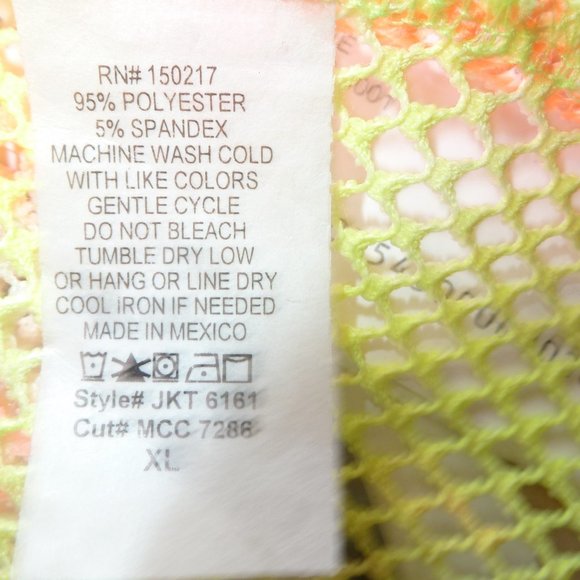 RN# 150217
95% POLYESTER
5% SPANDEX
MACHINE WASH COLD
WITH LIKE COLORS
GENTLE CYCLE
DO NOT BLEACH
TUMBLE DRY LOW
OR HANG OR LINE DRY
COOL IRON IF NEEDED
MADE IN MEXICO
Style# JKT 6161
Cut# MCC 7286
XL